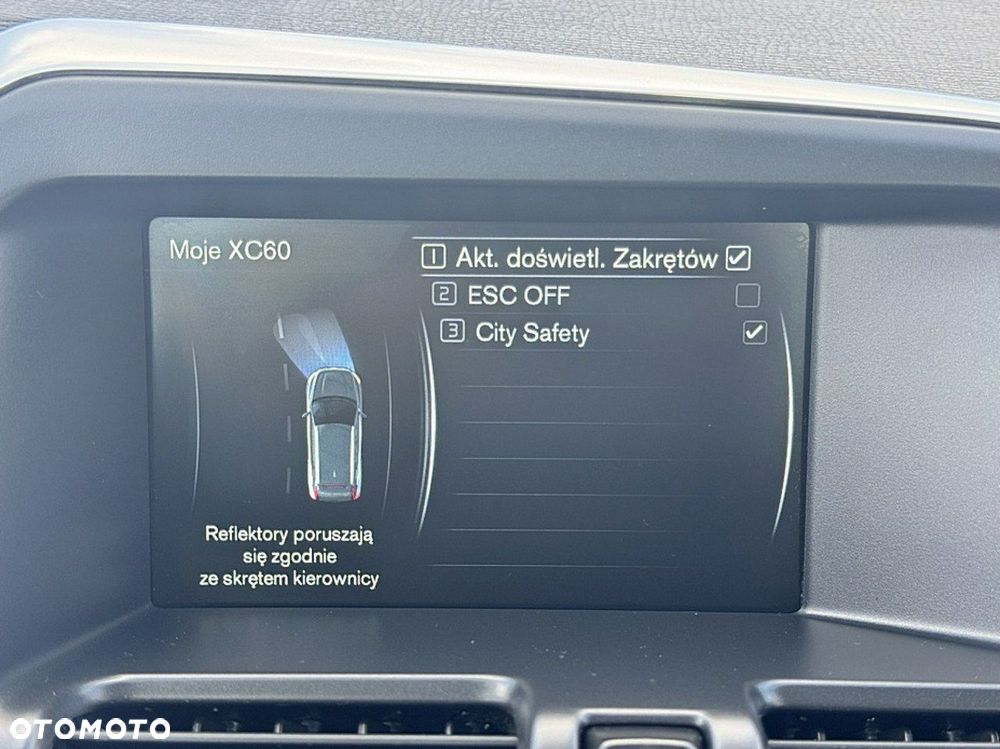 Moje XC60
1 Akt. doświetl. Zakrętów
2 ESC OFF
3 City Safety
Reflektory poruszają
się zgodnie
ze skrętem kierownicy
OTOMOTO